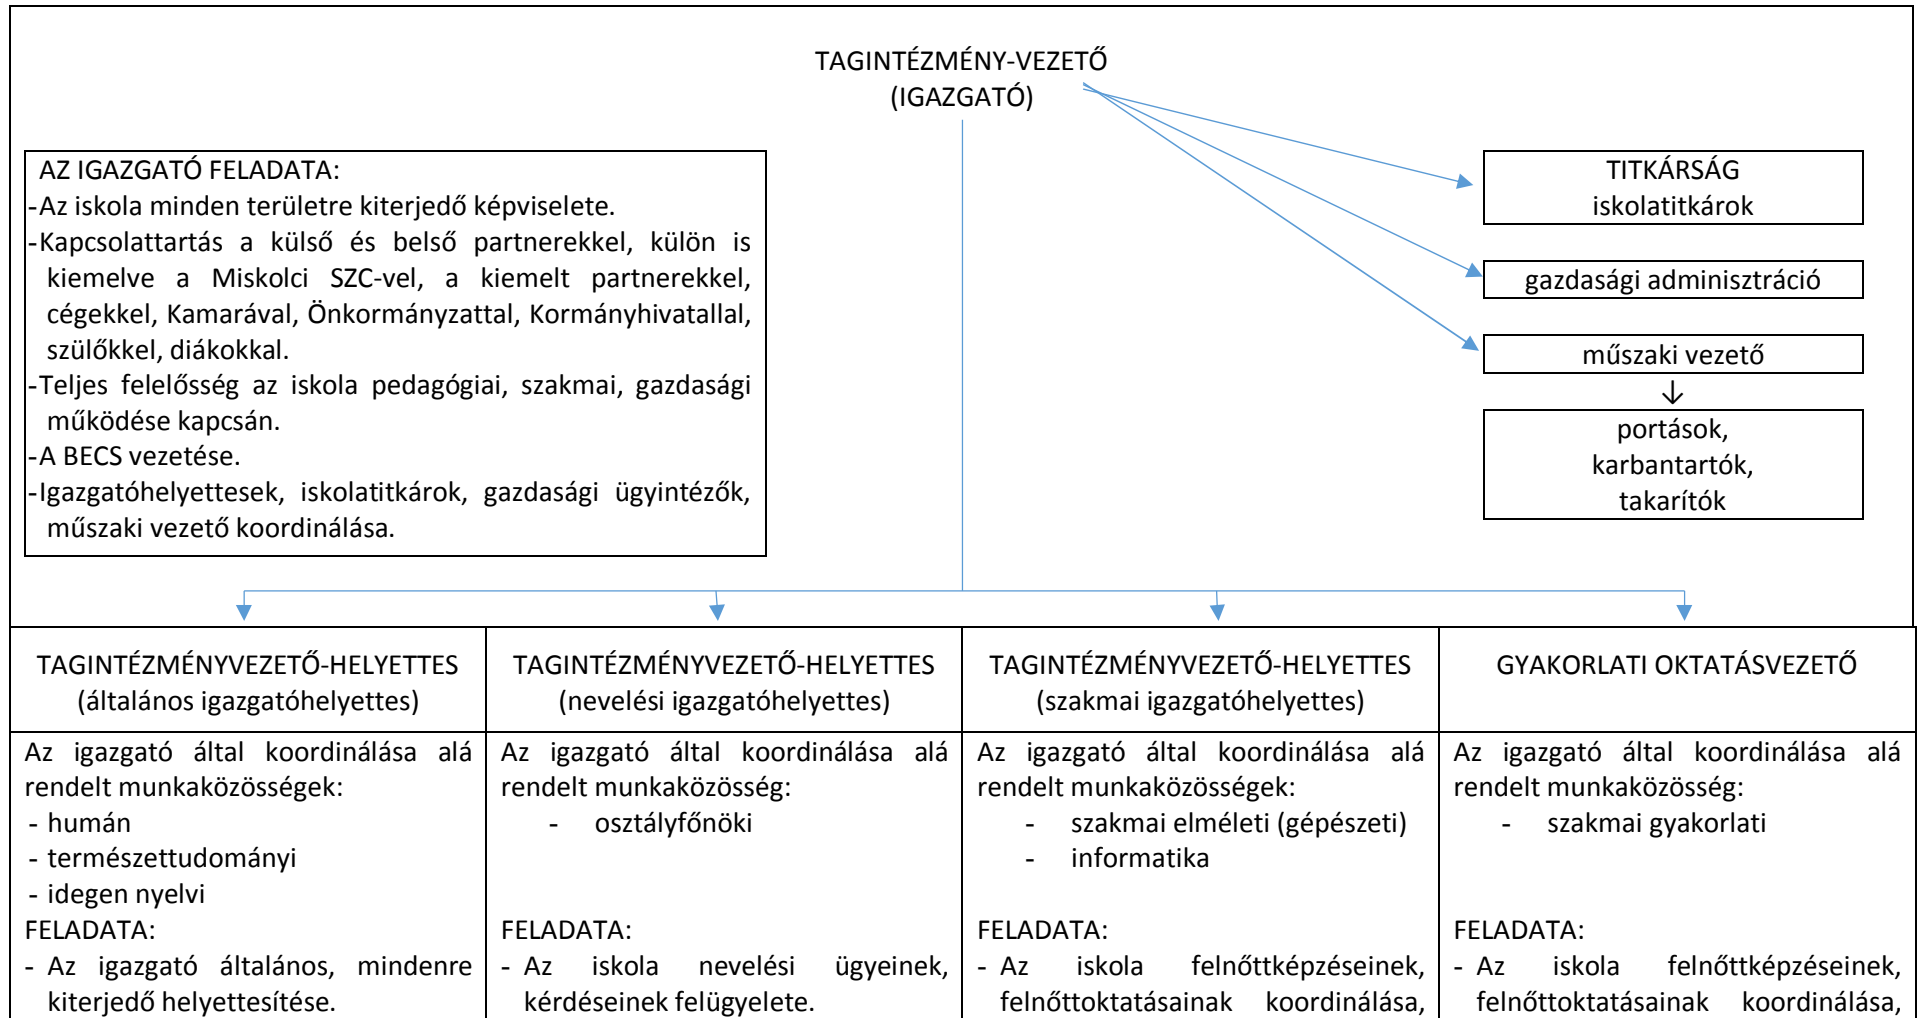 TAGINTÉZMÉNY-VEZETŐ
(IGAZGATÓ)
AZ IGAZGATÓ FELADATA:
-Az iskola minden területre kiterjedő képviselete.
-Kapcsolattartás a külső és belső partnerekkel, külön is
kiemelve a Miskolci SZC-vel, a kiemelt partnerekkel,
cégekkel, Kamarával, Önkormányzattal, Kormányhivatallal,
szülőkkel, diákokkal.
-Teljes felelősség az iskola pedagógiai, szakmai, gazdasági
működése kapcsán.
-A BECS vezetése.
-Igazgatóhelyettesek, iskolatitkárok, gazdasági ügyintézők,
műszaki vezető koordinálása.
TITKÁRSÁG
iskolatitkárok
gazdasági adminisztráció
műszaki vezető
↓
portások,
karbantartók,
takarítók
TAGINTÉZMÉNYVEZETŐ-HELYETTES
(általános igazgatóhelyettes)
Az igazgató által koordinálása alá
rendelt munkaközösségek:
- humán
- természettudományi
- idegen nyelvi
FELADATA:
- Az igazgató általános, mindenre
kiterjedő helyettesítése.
TAGINTÉZMÉNYVEZETŐ-HELYETTES
(nevelési igazgatóhelyettes)
Az igazgató által koordinálása alá
rendelt munkaközösség:
- osztályfőnöki
FELADATA:
- Az iskola nevelési ügyeinek,
kérdéseinek felügyelete.
TAGINTÉZMÉNYVEZETŐ-HELYETTES
(szakmai igazgatóhelyettes)
Az igazgató által koordinálása alá
rendelt munkaközösségek:
- szakmai elméleti (gépészeti)
- informatika
FELADATA:
- Az iskola felnőttképzéseinek,
felnőttoktatásainak koordinálása,
GYAKORLATI OKTATÁSVEZETŐ
Az igazgató által koordinálása alá
rendelt munkaközösség:
- szakmai gyakorlati
FELADATA:
- Az iskola felnőttképzéseinek,
felnőttoktatásainak koordinálása,